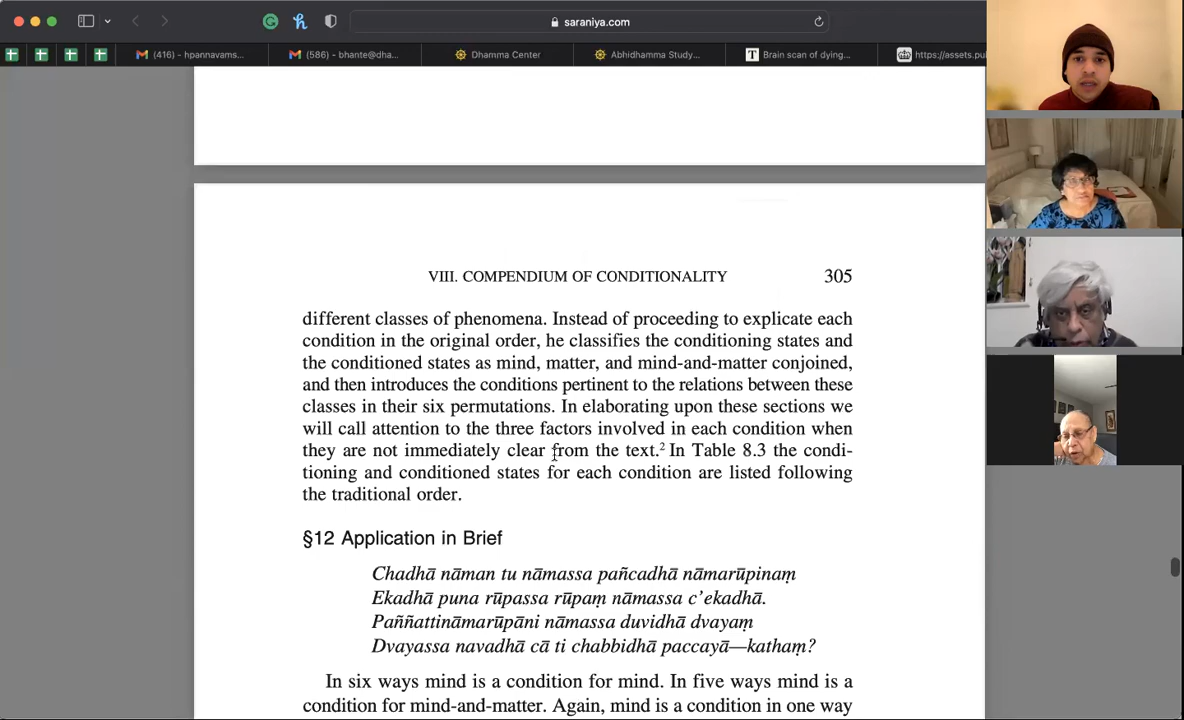 saraniya.com
(416) - hpannavams...
(586) - bhante@dha...
Dhamma Center
Abhidhamma Study...
T Brain scan of dying...
https://assets.pu
VIII. COMPENDIUM OF CONDITIONALITY 305
different classes of phenomena. Instead of proceeding to explicate each
condition in the original order, he classifies the conditioning states and
the conditioned states as mind, matter, and mind-and-matter conjoined,
and then introduces the conditions pertinent to the relations between these
classes in their six permutations. In elaborating upon these sections we
will call attention to the three factors involved in each condition when
they are not immediately clear from the text.² In Table 8.3 the condi-
tioning and conditioned states for each condition are listed following
the traditional order.
§12 Application in Brief
Chadhā nāman tu nāmassa pañcadhā nāmarūpinaṃ
Ekadhā puna rūpassa rūpaṃ nāmassa c’ekadhā.
Paññattināmarūpāni nāmassa duvidhā dvayaṃ
Dvayassa navadhā cā ti chabbidhā paccayā—kathaṃ?
In six ways mind is a condition for mind. In five ways mind is a
condition for mind-and-matter. Again, mind is a condition in one way